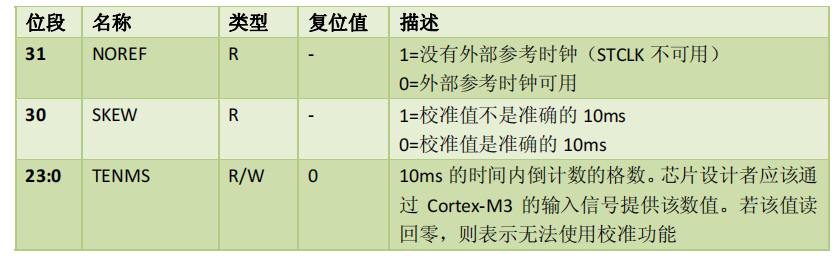 位段 名称 类型 复位值 描述
31 NOREF R - 1=没有外部参考时钟（STCLK 不可用）
0=外部参考时钟可用
30 SKEW R - 1=校准值不是准确的 10ms
0=校准值是准确的 10ms
23:0 TENMS R/W 0 10ms 的时间内倒计数的格数。芯片设计者应该通
过 Cortex-M3 的输入信号提供该数值。若该值读
回零，则表示无法使用校准功能